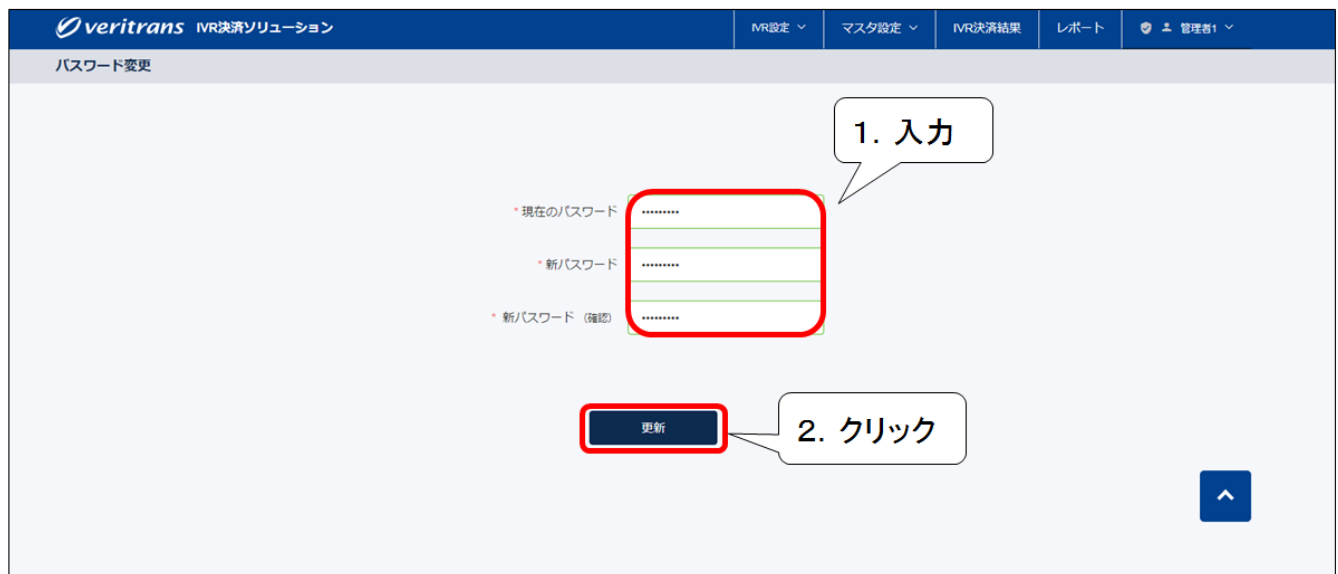 veritrans IVR決済ソリューション IVR設定 マスタ設定 IVR決済結果 レポート 管理者1
パスワード変更
1. 入力
*現在のパスワード •••••••••
*新パスワード •••••••••
* 新パスワード (確認) •••••••••
更新
2. クリック